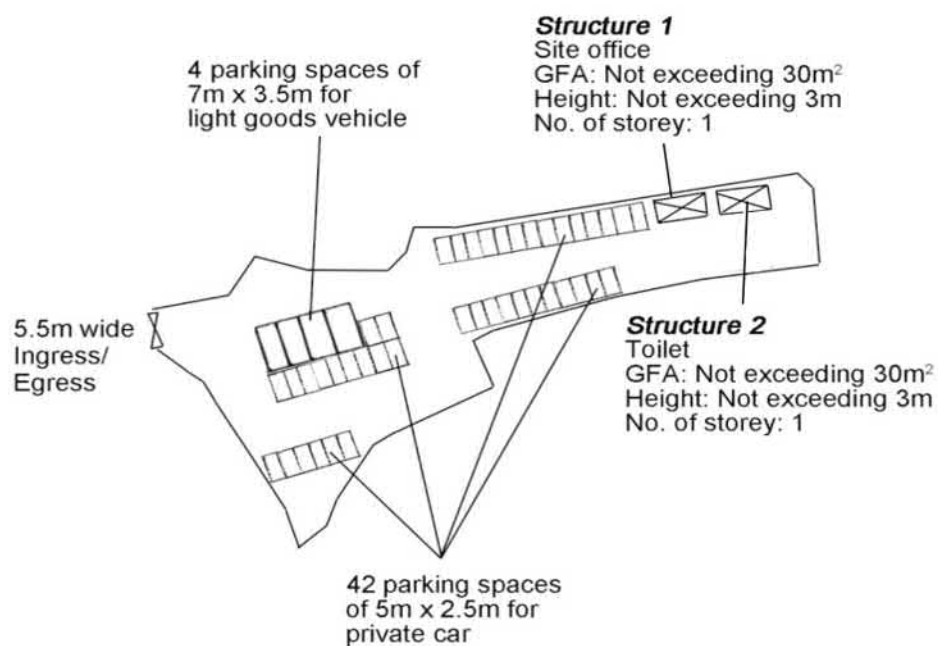 Structure 1
Site office
GFA: Not exceeding 30m²
Height: Not exceeding 3m
No. of storey: 1
4 parking spaces of
7m x 3.5m for
light goods vehicle
5.5m wide
Ingress/
Egress
Structure 2
Toilet
GFA: Not exceeding 30m²
Height: Not exceeding 3m
No. of storey: 1
42 parking spaces
of 5m x 2.5m for
private car